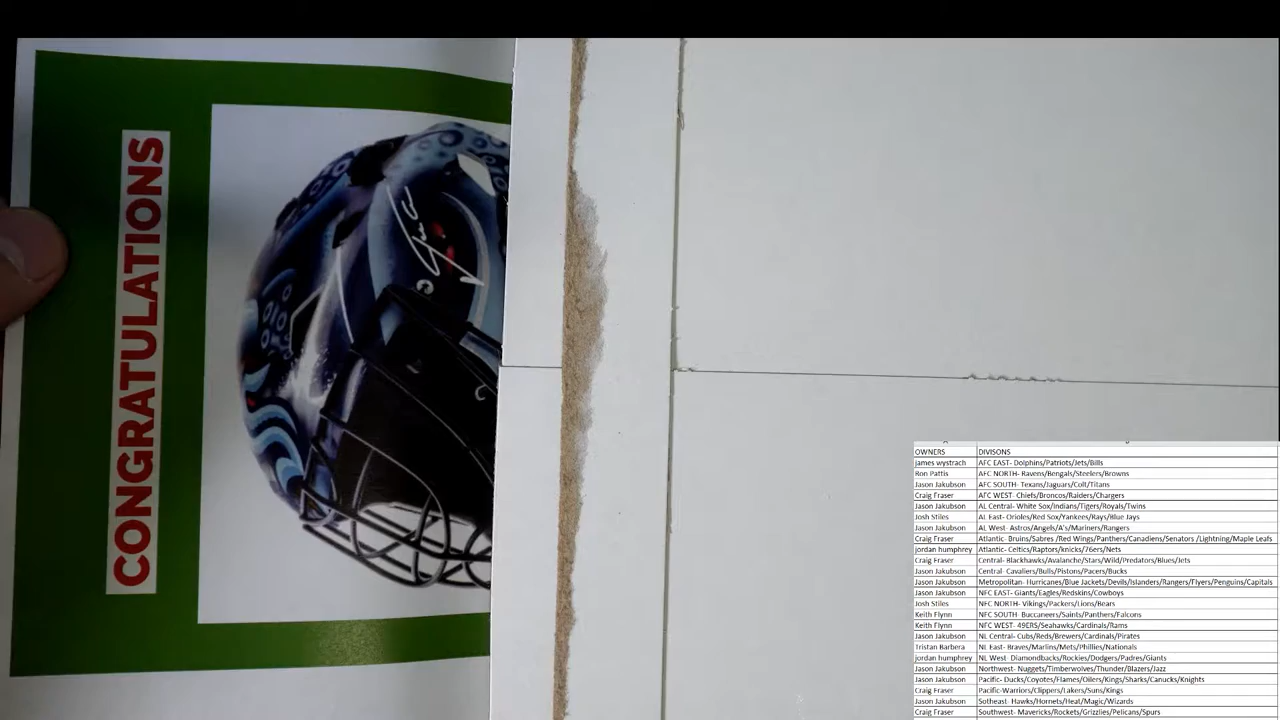 CONGRATULATIONS
OWNERS DIVISONS
james wystrach AFC EAST- Dolphins/Patriots/Jets/Bills
Ron Pattis AFC NORTH- Ravens/Bengals/Steelers/Browns
Jason Jakubson AFC SOUTH- Texans/Jaguars/Colt/Titans
Craig Fraser AFC WEST- Chiefs/Broncos/Raiders/Chargers
Jason Jakubson AL Central- White Sox/Indians/Tigers/Royals/Twins
Josh Stiles AL East- Orioles/Red Sox/Yankees/Rays/Blue Jays
Jason Jakubson AL West- Astros/Angels/A's/Mariners/Rangers
Craig Fraser Atlantic- Bruins/Sabres /Red Wings/Panthers/Canadiens/Senators /Lightning/Maple Leafs
jordan humphrey Atlantic- Celtics/Raptors/knicks/76ers/Nets
Craig Fraser Central- Blackhawks/Avalanche/Stars/Wild/Predators/Blues/Jets
Jason Jakubson Central- Cavaliers/Bulls/Pistons/Pacers/Bucks
Jason Jakubson Metropolitan- Hurricanes/Blue Jackets/Devils/Islanders/Rangers/Flyers/Penguins/Capitals
Jason Jakubson NFC EAST- Giants/Eagles/Redskins/Cowboys
Josh Stiles NFC NORTH- Vikings/Packers/Lions/Bears
Keith Flynn NFC SOUTH- Buccaneers/Saints/Panthers/Falcons
Keith Flynn NFC WEST- 49ERS/Seahawks/Cardinals/Rams
Jason Jakubson NL Central- Cubs/Reds/Brewers/Cardinals/Pirates
Tristan Barbera NL East- Braves/Marlins/Mets/Phillies/Nationals
jordan humphrey NL West- Diamondbacks/Rockies/Dodgers/Padres/Giants
Jason Jakubson Northwest- Nuggets/Timberwolves/Thunder/Blazers/Jazz
Jason Jakubson Pacific- Ducks/Coyotes/Flames/Oilers/Kings/Sharks/Canucks/Knights
Craig Fraser Pacific-Warriors/Clippers/Lakers/Suns/Kings
Jason Jakubson Sotheast- Hawks/Hornets/Heat/Magic/Wizards
Craig Fraser Southwest- Mavericks/Rockets/Grizzlies/Pelicans/Spurs